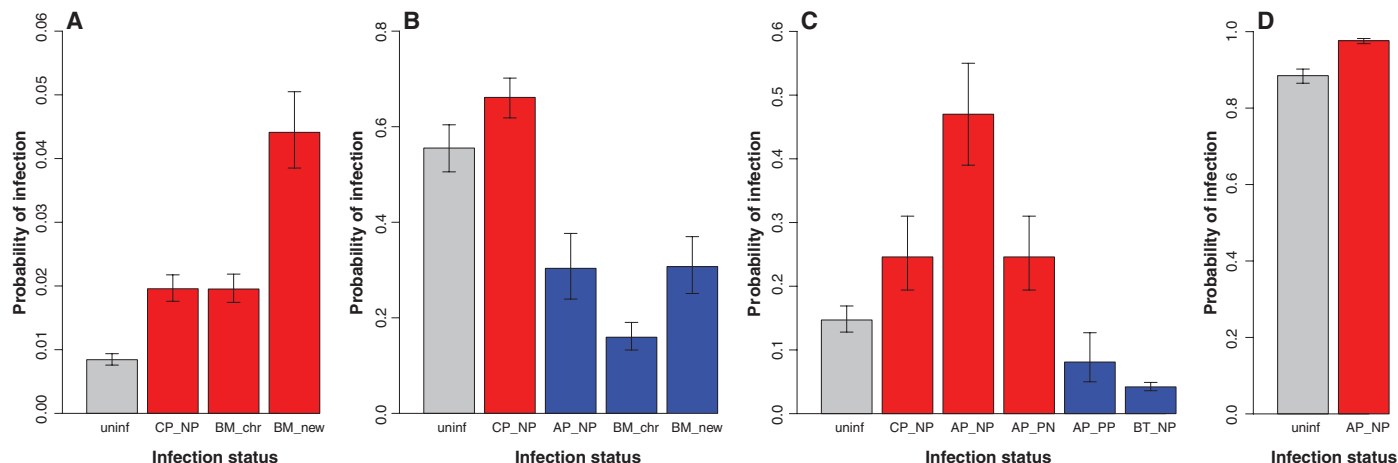 A
Probability of infection
0.00
0.01
0.02
0.03
0.04
0.05
0.06
uninf CP_NP BM_chr BM_new
Infection status
B
Probability of infection
0.0
0.2
0.4
0.6
0.8
uninf CP_NP AP_NP BM_chr BM_new
Infection status
C
Probability of infection
0.0
0.1
0.2
0.3
0.4
0.5
0.6
uninf CP_NP AP_NP AP_PN AP_PP BT_NP
Infection status
D
Probability of infection
0.0
0.2
0.4
0.6
0.8
1.0
uninf AP_NP
Infection status